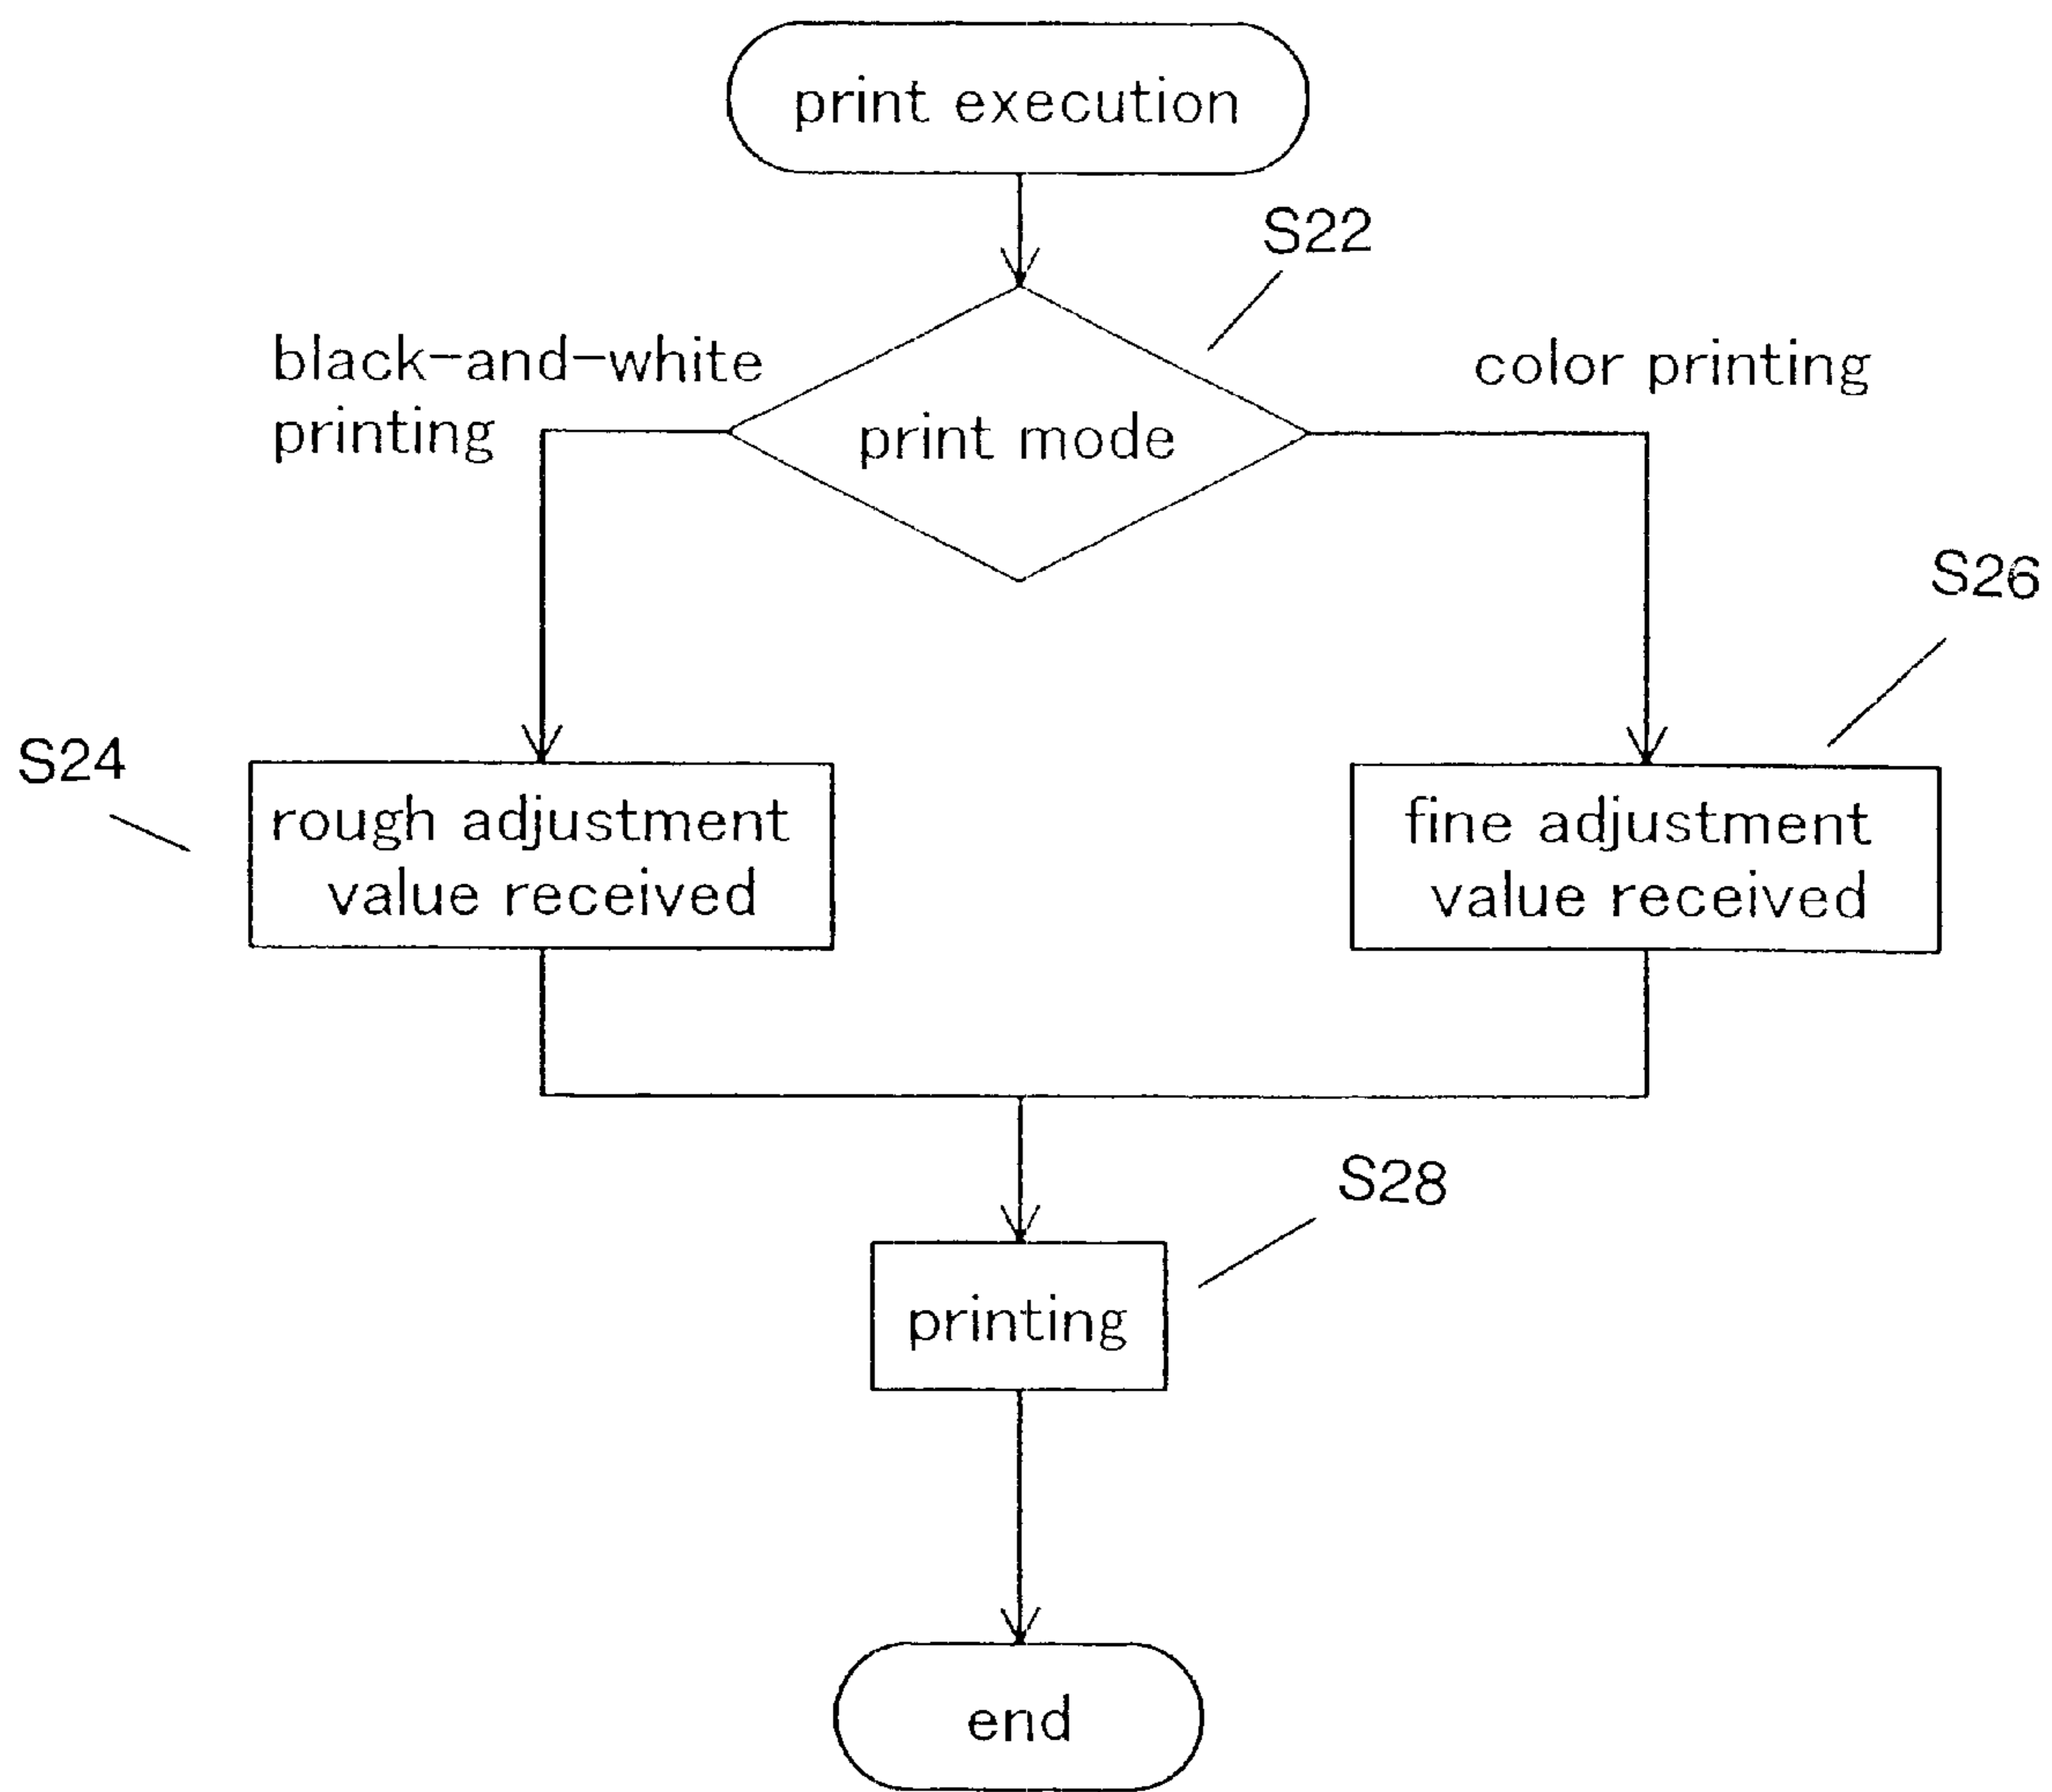 print execution
S22
black-and-white
printing
color printing
print mode
S26
S24
rough adjustment
value received
fine adjustment
value received
S28
printing
end